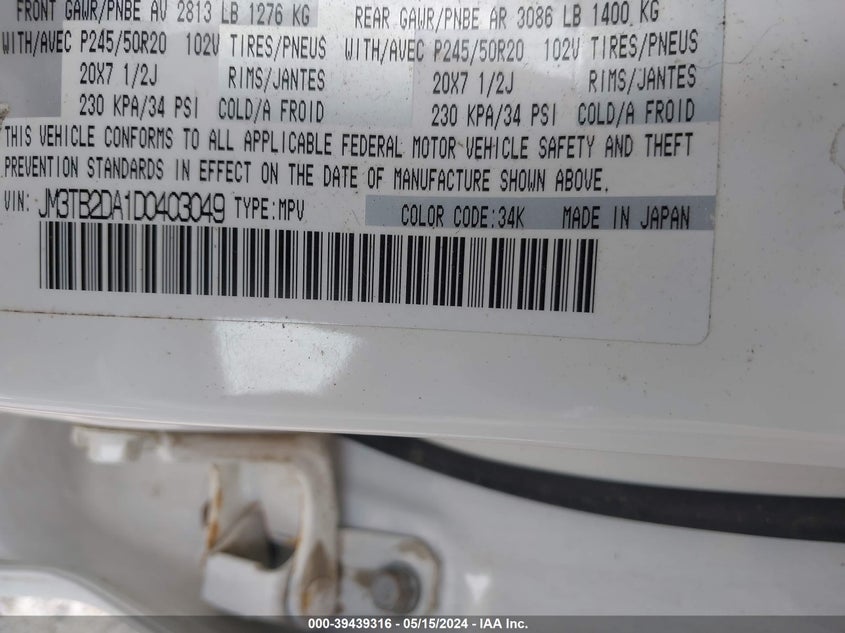 FRONT GAWR/PNBE AV 2813 LB 1276 KG REAR GAWR/PNBE AR 3086 LB 1400 KG
WITH/AVEC P245/50R20 102V TIRES/PNEUS WITH/AVEC P245/50R20 102V TIRES/PNEUS
20X7 1/2J RIMS/JANTES 20X7 1/2J RIMS/JANTES
230 KPA/34 PSI COLD/A FROID 230 KPA/34 PSI COLD/A FROID
THIS VEHICLE CONFORMS TO ALL APPLICABLE FEDERAL MOTOR VEHICLE SAFETY AND THEFT
PREVENTION STANDARDS IN EFFECT ON THE DATE OF MANUFACTURE SHOWN ABOVE.
VIN: JM3TB2DA1D0403049 TYPE:MPV COLOR CODE:34K MADE IN JAPAN
000-39439316 - 05/15/2024 - IAA Inc.